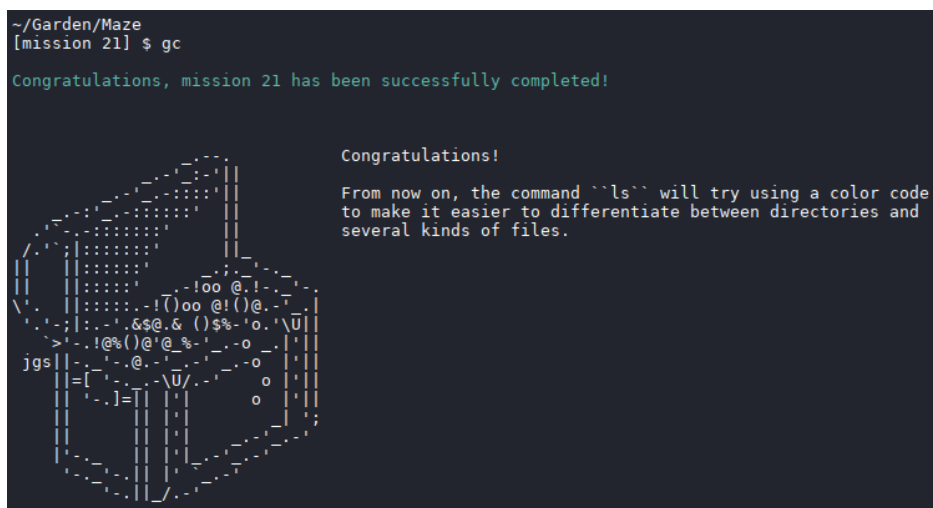 ~/Garden/Maze
[mission 21] $ gc
Congratulations, mission 21 has been successfully completed!
Congratulations!
From now on, the command ``ls`` will try using a color code
to make it easier to differentiate between directories and
several kinds of files.
jgs